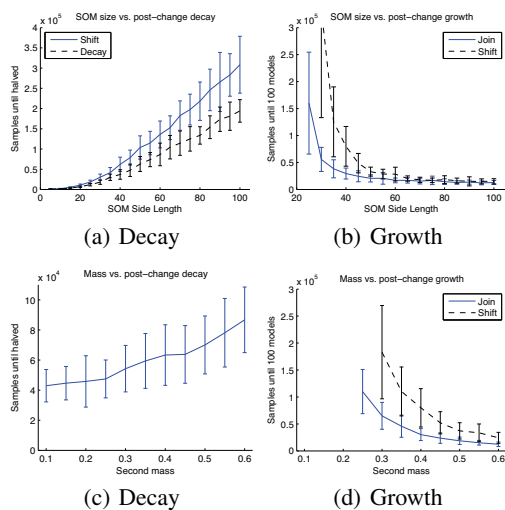 SOM size vs. post-change decay
x 10^5
Shift
Decay
Samples until halved
4
3.5
3
2.5
2
1.5
1
0.5
0
0 20 40 60 80 100
SOM Side Length
(a) Decay
SOM size vs. post-change growth
x 10^5
Join
Shift
Samples until 100 models
3
2.5
2
1.5
1
0.5
0
20 40 60 80 100
SOM Side Length
(b) Growth
Mass vs. post-change decay
x 10^4
Samples until halved
10
8
6
4
2
0
0.1 0.2 0.3 0.4 0.5 0.6
Second mass
(c) Decay
Mass vs. post-change growth
x 10^5
Join
Shift
Samples until 100 models
3
2.5
2
1.5
1
0.5
0
0.1 0.2 0.3 0.4 0.5 0.6
Second mass
(d) Growth